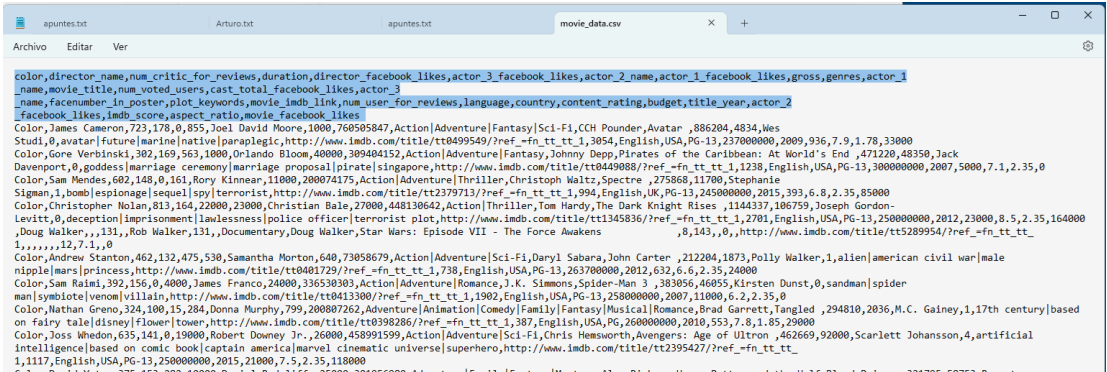 apuntes.txt
Arturo.txt
apuntes.txt
movie_data.csv
Archivo Editar Ver
color,director_name,num_critic_for_reviews,duration,director_facebook_likes,actor_3_facebook_likes,actor_2_name,actor_1_facebook_likes,gross,genres,actor_1
_name,movie_title,num_voted_users,cast_total_facebook_likes,actor_3
_name,facenumber_in_poster,plot_keywords,movie_imdb_link,num_user_for_reviews,language,country,content_rating,budget,title_year,actor_2
_facebook_likes,imdb_score,aspect_ratio,movie_facebook_likes
Color,James Cameron,723,178,0,855,Joel David Moore,1000,760505847,Action|Adventure|Fantasy|Sci-Fi,CCH Pounder,Avatar ,886204,4834,Wes
Studi,0,avatar|future|marine|native|paraplegic,http://www.imdb.com/title/tt0499549/?ref_=fn_tt_tt_1,3054,English,USA,PG-13,237000000,2009,936,7.9,1.78,33000
Color,Gore Verbinski,302,169,563,1000,Orlando Bloom,40000,309404152,Action|Adventure|Fantasy,Johnny Depp,Pirates of the Caribbean: At World's End ,471220,48350,Jack
Davenport,0,goddess|marriage ceremony|marriage proposal|pirate|singapore,http://www.imdb.com/title/tt0449088/?ref_=fn_tt_tt_1,1238,English,USA,PG-13,300000000,2007,5000,7.1,2.35,0
Color,Sam Mendes,602,148,0,161,Rory Kinnear,11000,200074175,Action|Adventure|Thriller,Christoph Waltz,Spectre ,275868,11700,Stephanie
Sigman,1,bomb|espionage|sequel|spy|terrorist,http://www.imdb.com/title/tt2379713/?ref_=fn_tt_tt_1,994,English,UK,PG-13,245000000,2015,393,6.8,2.35,85000
Color,Christopher Nolan,813,164,22000,23000,Christian Bale,27000,448130642,Action|Thriller,Tom Hardy,The Dark Knight Rises ,1144337,106759,Joseph Gordon-
Levitt,0,deception|imprisonment|lawlessness|police officer|terrorist plot,http://www.imdb.com/title/tt1345836/?ref_=fn_tt_tt_1,2701,English,USA,PG-13,250000000,2012,23000,8.5,2.35,164000
,Doug Walker,,,131,,Rob Walker,131,,Documentary,Doug Walker,Star Wars: Episode VII - The Force Awakens ,8,143,,0,,http://www.imdb.com/title/tt5289954/?ref_=fn_tt_tt_
1,,,,,,,12,7.1,,0
Color,Andrew Stanton,462,132,475,530,Samantha Morton,640,73058679,Action|Adventure|Sci-Fi,Daryl Sabara,John Carter ,212204,1873,Polly Walker,1,alien|american civil war|male
nipple|mars|princess,http://www.imdb.com/title/tt0401729/?ref_=fn_tt_tt_1,738,English,USA,PG-13,263700000,2012,632,6.6,2.35,24000
Color,Sam Raimi,392,156,0,4000,James Franco,24000,336530303,Action|Adventure|Romance,J.K. Simmons,Spider-Man 3 ,383056,46055,Kirsten Dunst,0,sandman|spider
man|symbiote|venom|villain,http://www.imdb.com/title/tt0413300/?ref_=fn_tt_tt_1,1902,English,USA,PG-13,258000000,2007,11000,6.2,2.35,0
Color,Nathan Greno,324,100,15,284,Donna Murphy,799,200807262,Adventure|Animation|Comedy|Family|Fantasy|Musical|Romance,Brad Garrett,Tangled ,294810,2036,M.C. Gainey,1,17th century|based
on fairy tale|disney|flower|tower,http://www.imdb.com/title/tt0398286/?ref_=fn_tt_tt_1,387,English,USA,PG,260000000,2010,553,7.8,1.85,29000
Color,Joss Whedon,635,141,0,19000,Robert Downey Jr.,26000,458991599,Action|Adventure|Sci-Fi,Chris Hemsworth,Avengers: Age of Ultron ,462669,92000,Scarlett Johansson,4,artificial
intelligence|based on comic book|captain america|marvel cinematic universe|superhero,http://www.imdb.com/title/tt2395427/?ref_=fn_tt_tt_
1,1117,English,USA,PG-13,250000000,2015,21000,7.5,2.35,118000